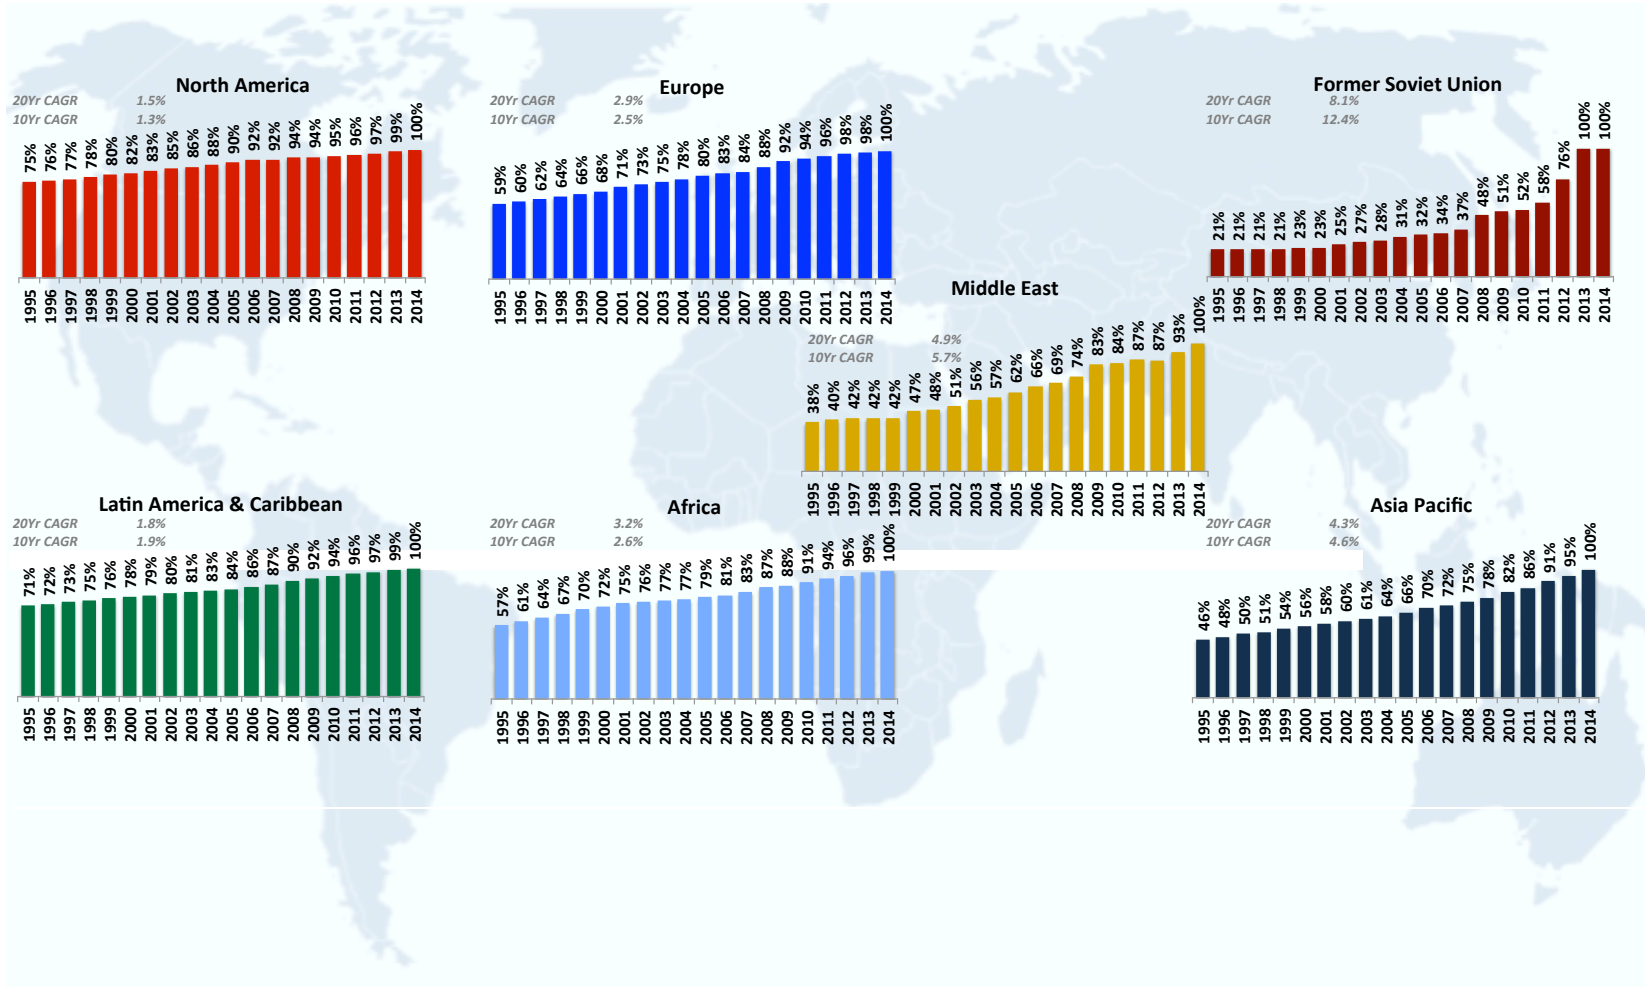 North America
20Yr CAGR 1.5%
10Yr CAGR 1.3%
75% 76% 77% 78% 80% 82% 83% 85% 86% 88% 90% 92% 92% 94% 94% 95% 96% 97% 99% 100%
1995 1996 1997 1998 1999 2000 2001 2002 2003 2004 2005 2006 2007 2008 2009 2010 2011 2012 2013 2014
Europe
20Yr CAGR 2.9%
10Yr CAGR 2.5%
59% 60% 62% 64% 66% 68% 71% 73% 75% 78% 80% 83% 84% 88% 92% 94% 96% 98% 98% 100%
1995 1996 1997 1998 1999 2000 2001 2002 2003 2004 2005 2006 2007 2008 2009 2010 2011 2012 2013 2014
Former Soviet Union
20Yr CAGR 8.1%
10Yr CAGR 12.4%
21% 21% 21% 21% 23% 23% 25% 27% 28% 31% 32% 34% 37% 48% 51% 52% 58% 76% 100% 100%
1995 1996 1997 1998 1999 2000 2001 2002 2003 2004 2005 2006 2007 2008 2009 2010 2011 2012 2013 2014
Middle East
20Yr CAGR 4.9%
10Yr CAGR 5.7%
38% 40% 42% 42% 42% 47% 48% 51% 56% 57% 62% 66% 69% 74% 83% 84% 87% 87% 93% 100%
1995 1996 1997 1998 1999 2000 2001 2002 2003 2004 2005 2006 2007 2008 2009 2010 2011 2012 2013 2014
Latin America & Caribbean
20Yr CAGR 1.8%
10Yr CAGR 1.9%
71% 72% 73% 75% 76% 78% 79% 80% 81% 83% 84% 86% 87% 90% 92% 94% 96% 97% 99% 100%
1995 1996 1997 1998 1999 2000 2001 2002 2003 2004 2005 2006 2007 2008 2009 2010 2011 2012 2013 2014
Africa
20Yr CAGR 3.2%
10Yr CAGR 2.6%
57% 61% 64% 67% 70% 72% 75% 76% 77% 77% 79% 81% 83% 87% 88% 91% 94% 96% 99% 100%
1995 1996 1997 1998 1999 2000 2001 2002 2003 2004 2005 2006 2007 2008 2009 2010 2011 2012 2013 2014
Asia Pacific
20Yr CAGR 4.3%
10Yr CAGR 4.6%
46% 48% 50% 51% 54% 56% 58% 60% 61% 64% 66% 70% 72% 75% 78% 82% 86% 91% 95% 100%
1995 1996 1997 1998 1999 2000 2001 2002 2003 2004 2005 2006 2007 2008 2009 2010 2011 2012 2013 2014